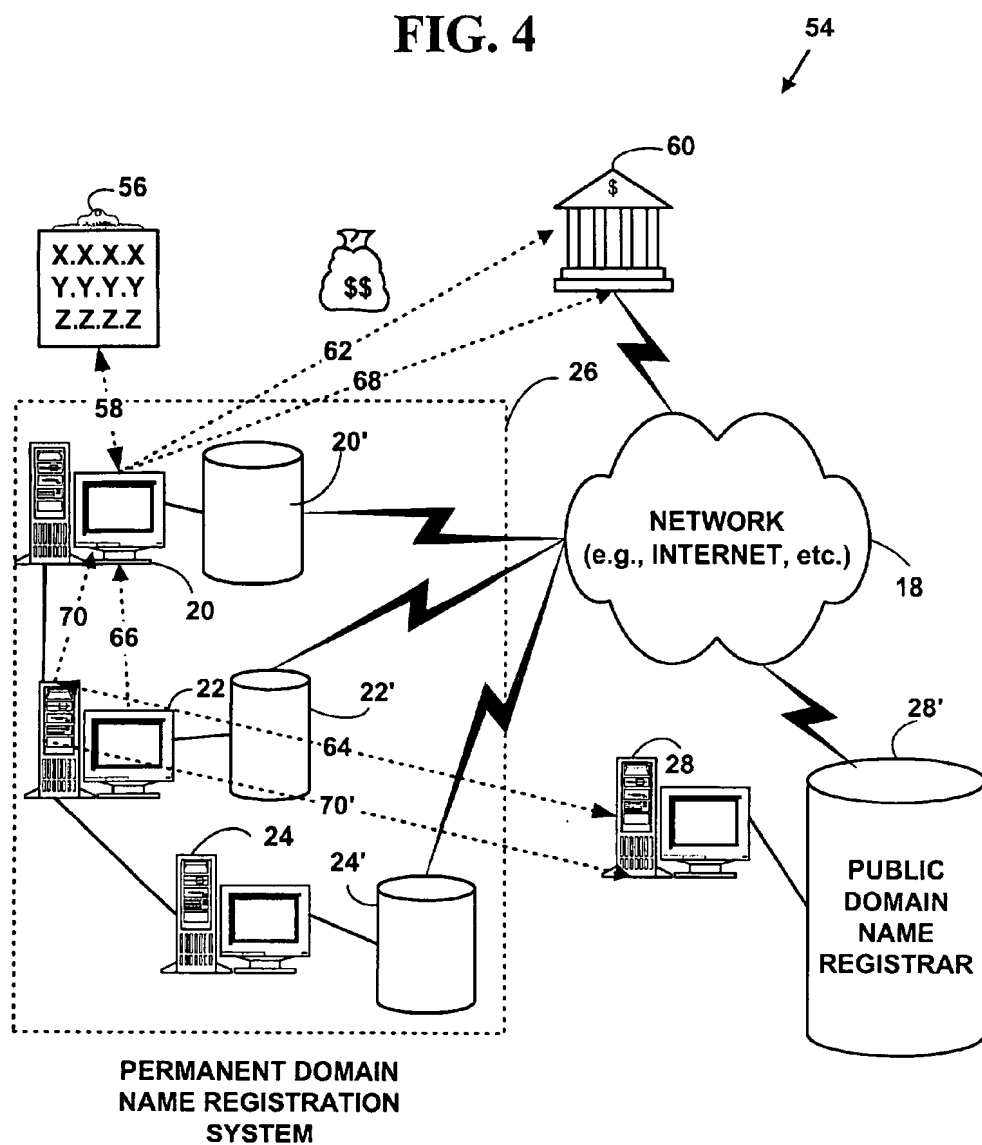 FIG. 4
54
60
$
56
X.X.X.X
Y.Y.Y.Y
Z.Z.Z.Z
$$
62
68
26
58
20'
NETWORK
(e.g., INTERNET, etc.)
18
20
70
66
22
22'
28'
64
28
70'
24
24'
PUBLIC
DOMAIN
NAME
REGISTRAR
PERMANENT DOMAIN
NAME REGISTRATION
SYSTEM